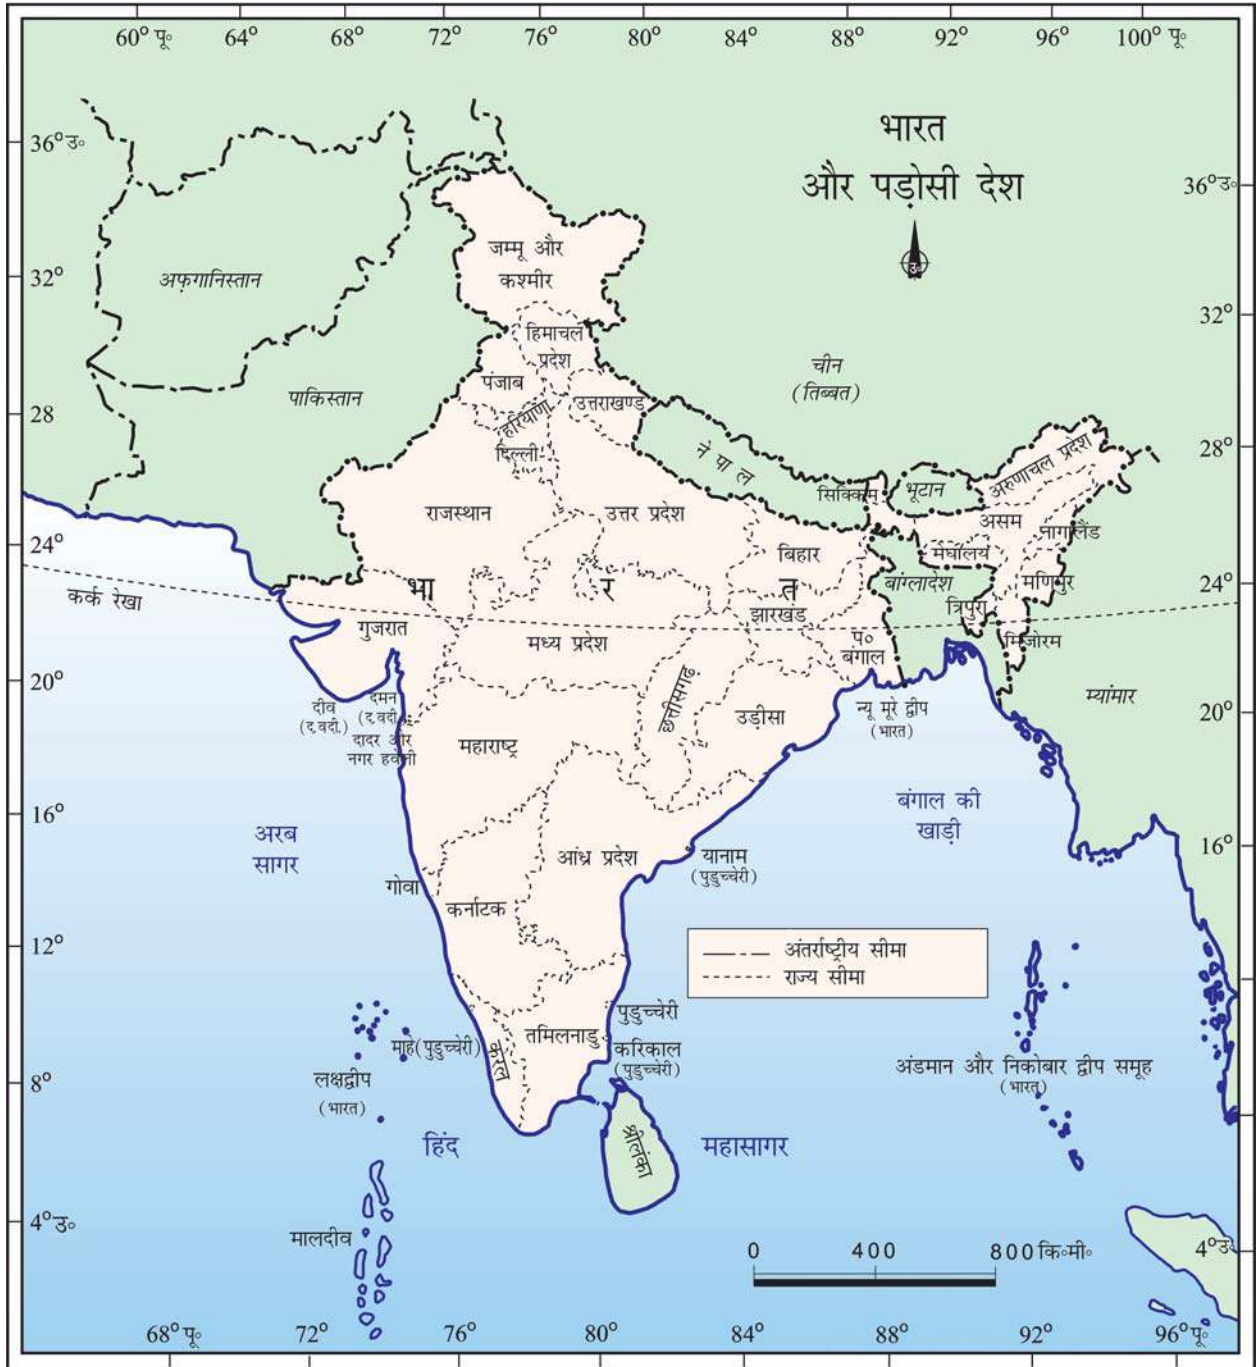 60° पू॰ 64° 68° 72° 76° 80° 84° 88° 92° 96° 100° पू॰
भारत
और पड़ोसी देश
उ॰
36° उ॰
36° उ॰
32°
32°
28°
28°
24°
24°
20°
20°
16°
16°
12°
12°
8°
8°
4° उ॰
4° उ॰
जम्मू और
कश्मीर
अफ़गानिस्तान
हिमाचल
प्रदेश
चीन
(तिब्बत)
पाकिस्तान
पंजाब
उत्तराखण्ड
हरियाणा
दिल्ली
नेपाल
सिक्किम
भूटान
अरुणाचल प्रदेश
राजस्थान
उत्तर प्रदेश
असम
नागालैंड
बिहार
मेघालय
बांग्लादेश
मणिपुर
भा र त
कर्क रेखा
झारखंड
त्रिपुरा
गुजरात
मध्य प्रदेश
प॰
बंगाल
मिज़ोरम
छत्तीसगढ
म्यांमार
दीव
(द.वदी.)
दमन
(द.वदी.)
दादर और
नगर हवेली
महाराष्ट्र
उड़ीसा
न्यू मूरे द्वीप
(भारत)
बंगाल की
खाड़ी
अरब
सागर
आंध्र प्रदेश
यानाम
(पुडुच्चेरी)
गोवा
कर्नाटक
अंतर्राष्ट्रीय सीमा
राज्य सीमा
पुडुच्चेरी
तमिलनाडु
माहे(पुडुच्चेरी)
केरल
करिकाल
(पुडुच्चेरी)
लक्षद्वीप
(भारत)
अंडमान और निकोबार द्वीप समूह
(भारत)
हिंद महासागर
श्रीलंका
मालदीव
0 400 800 कि॰मी॰
68° पू॰ 72° 76° 80° 84° 88° 92° 96° पू॰